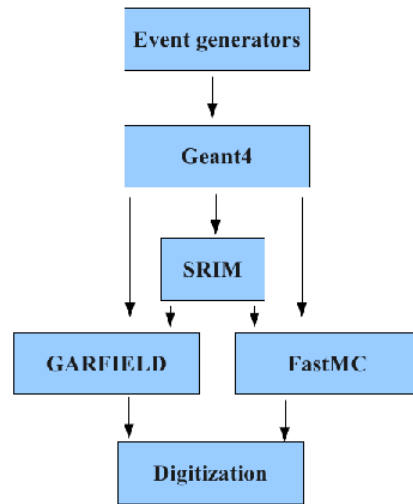 Event generators
Geant4
SRIM
GARFIELD
FastMC
Digitization